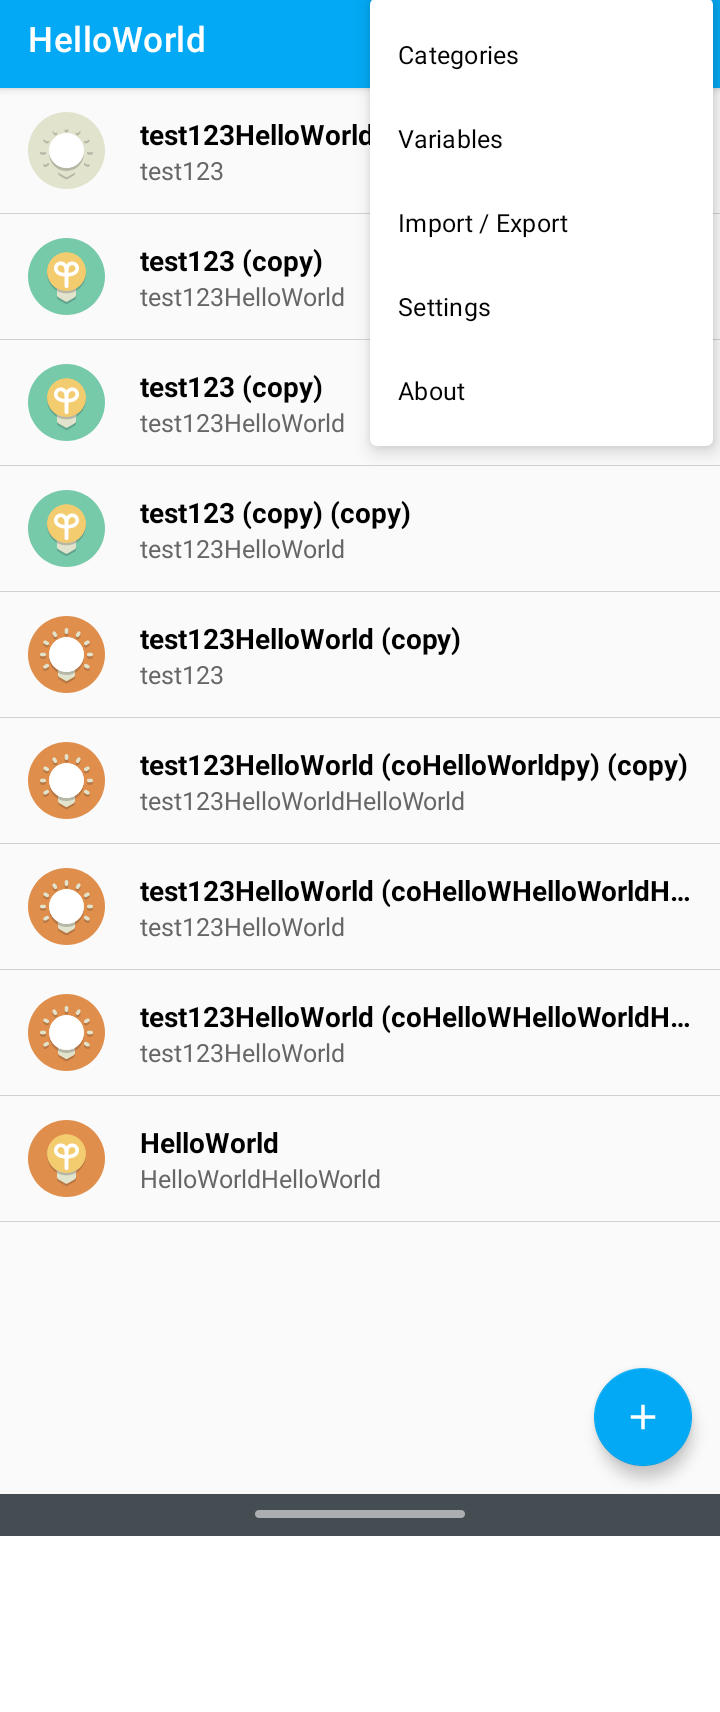 HelloWorld
Categories
Variables
Import / Export
Settings
About
test123HelloWorld
test123
test123 (copy)
test123HelloWorld
test123 (copy)
test123HelloWorld
test123 (copy) (copy)
test123HelloWorld
test123HelloWorld (copy)
test123
test123HelloWorld (coHelloWorldpy) (copy)
test123HelloWorldHelloWorld
test123HelloWorld (coHelloWHelloWorldH...
test123HelloWorld
test123HelloWorld (coHelloWHelloWorldH...
test123HelloWorld
HelloWorld
HelloWorldHelloWorld